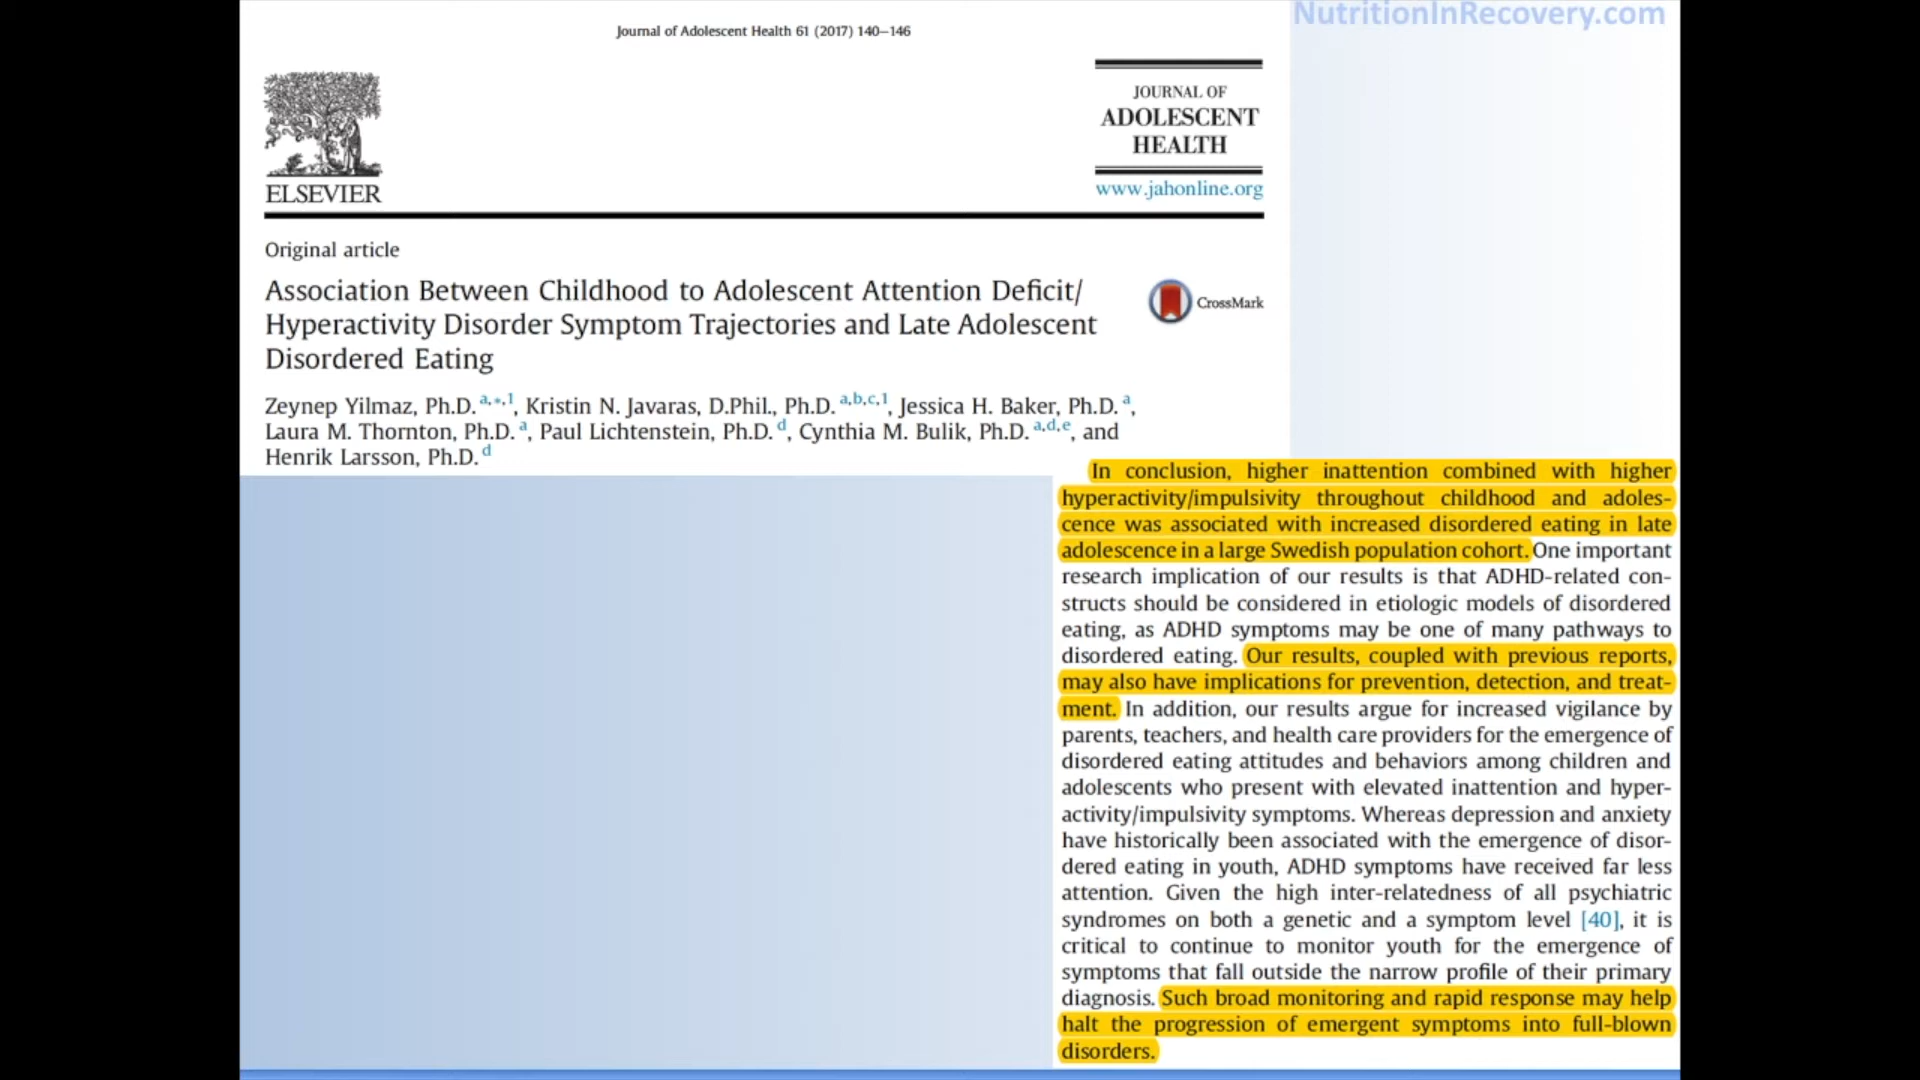 NutritionInRecovery.com
Journal of Adolescent Health 61 (2017) 140–146
ELSEVIER
JOURNAL OF
ADOLESCENT
HEALTH
www.jahonline.org
Original article
Association Between Childhood to Adolescent Attention Deficit/
Hyperactivity Disorder Symptom Trajectories and Late Adolescent
Disordered Eating
CrossMark
Zeynep Yilmaz, Ph.D. a,*,1, Kristin N. Javaras, D.Phil., Ph.D. a,b,c,1, Jessica H. Baker, Ph.D. a,
Laura M. Thornton, Ph.D. a, Paul Lichtenstein, Ph.D. d, Cynthia M. Bulik, Ph.D. a,d,e, and
Henrik Larsson, Ph.D. d
In conclusion, higher inattention combined with higher
hyperactivity/impulsivity throughout childhood and adoles-
cence was associated with increased disordered eating in late
adolescence in a large Swedish population cohort. One important
research implication of our results is that ADHD-related con-
structs should be considered in etiologic models of disordered
eating, as ADHD symptoms may be one of many pathways to
disordered eating. Our results, coupled with previous reports,
may also have implications for prevention, detection, and treat-
ment. In addition, our results argue for increased vigilance by
parents, teachers, and health care providers for the emergence of
disordered eating attitudes and behaviors among children and
adolescents who present with elevated inattention and hyper-
activity/impulsivity symptoms. Whereas depression and anxiety
have historically been associated with the emergence of disor-
dered eating in youth, ADHD symptoms have received far less
attention. Given the high inter-relatedness of all psychiatric
syndromes on both a genetic and a symptom level [40], it is
critical to continue to monitor youth for the emergence of
symptoms that fall outside the narrow profile of their primary
diagnosis. Such broad monitoring and rapid response may help
halt the progression of emergent symptoms into full-blown
disorders.